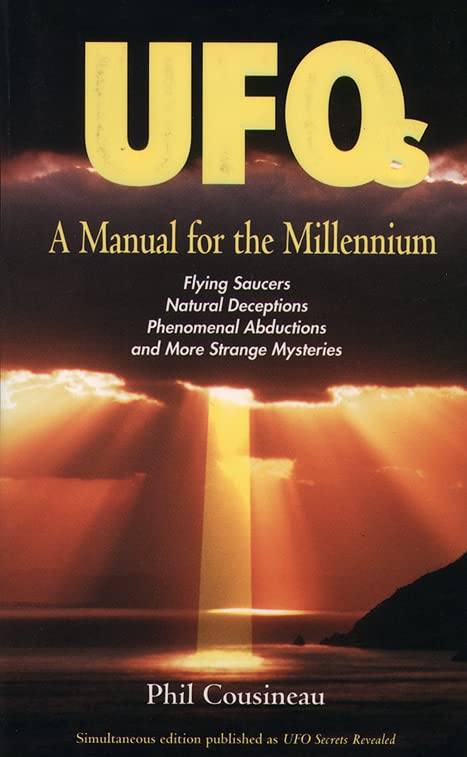 UFOs
A Manual for the Millennium
Flying Saucers
Natural Deceptions
Phenomenal Abductions
and More Strange Mysteries
Phil Cousineau
Simultaneous edition published as UFO Secrets Revealed